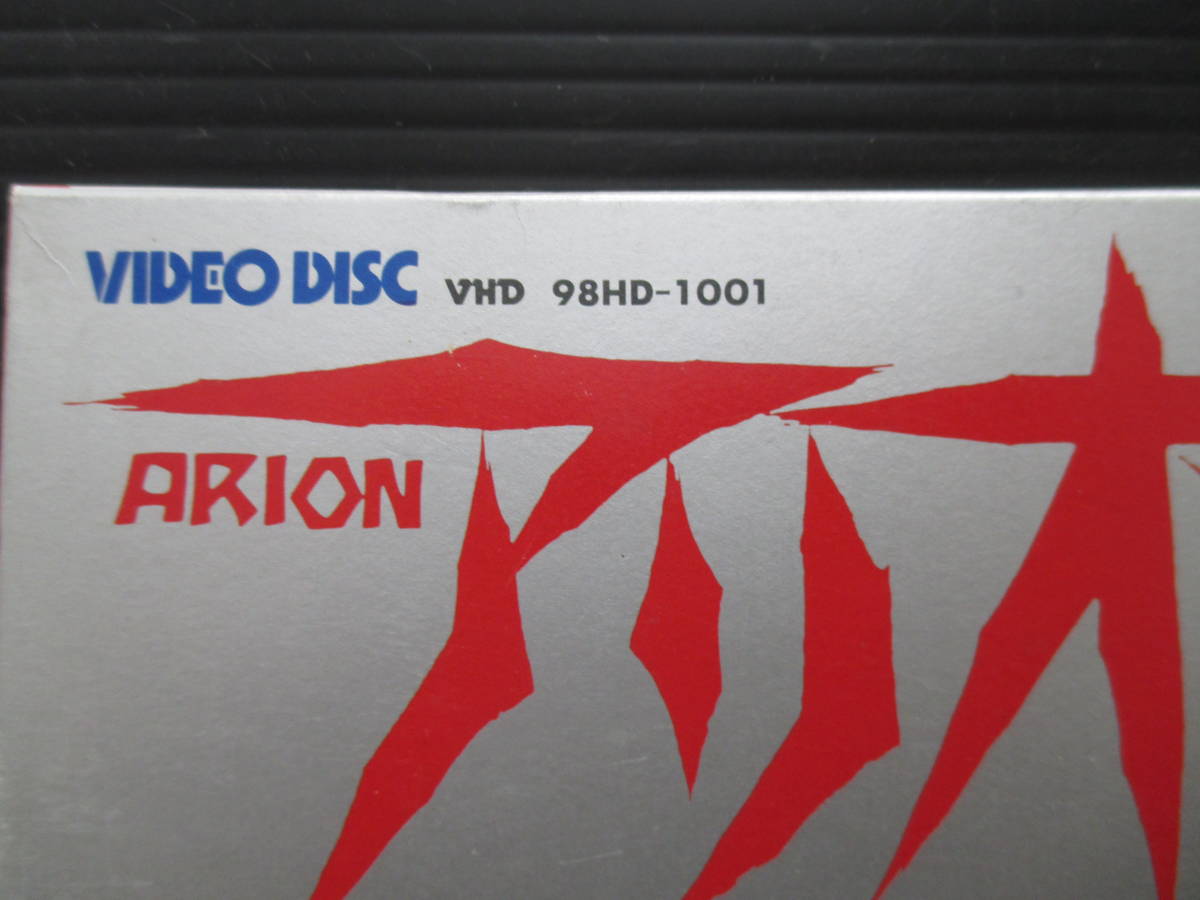 VIDEO DISC VHD 98HD-1001
アリオ
ARION